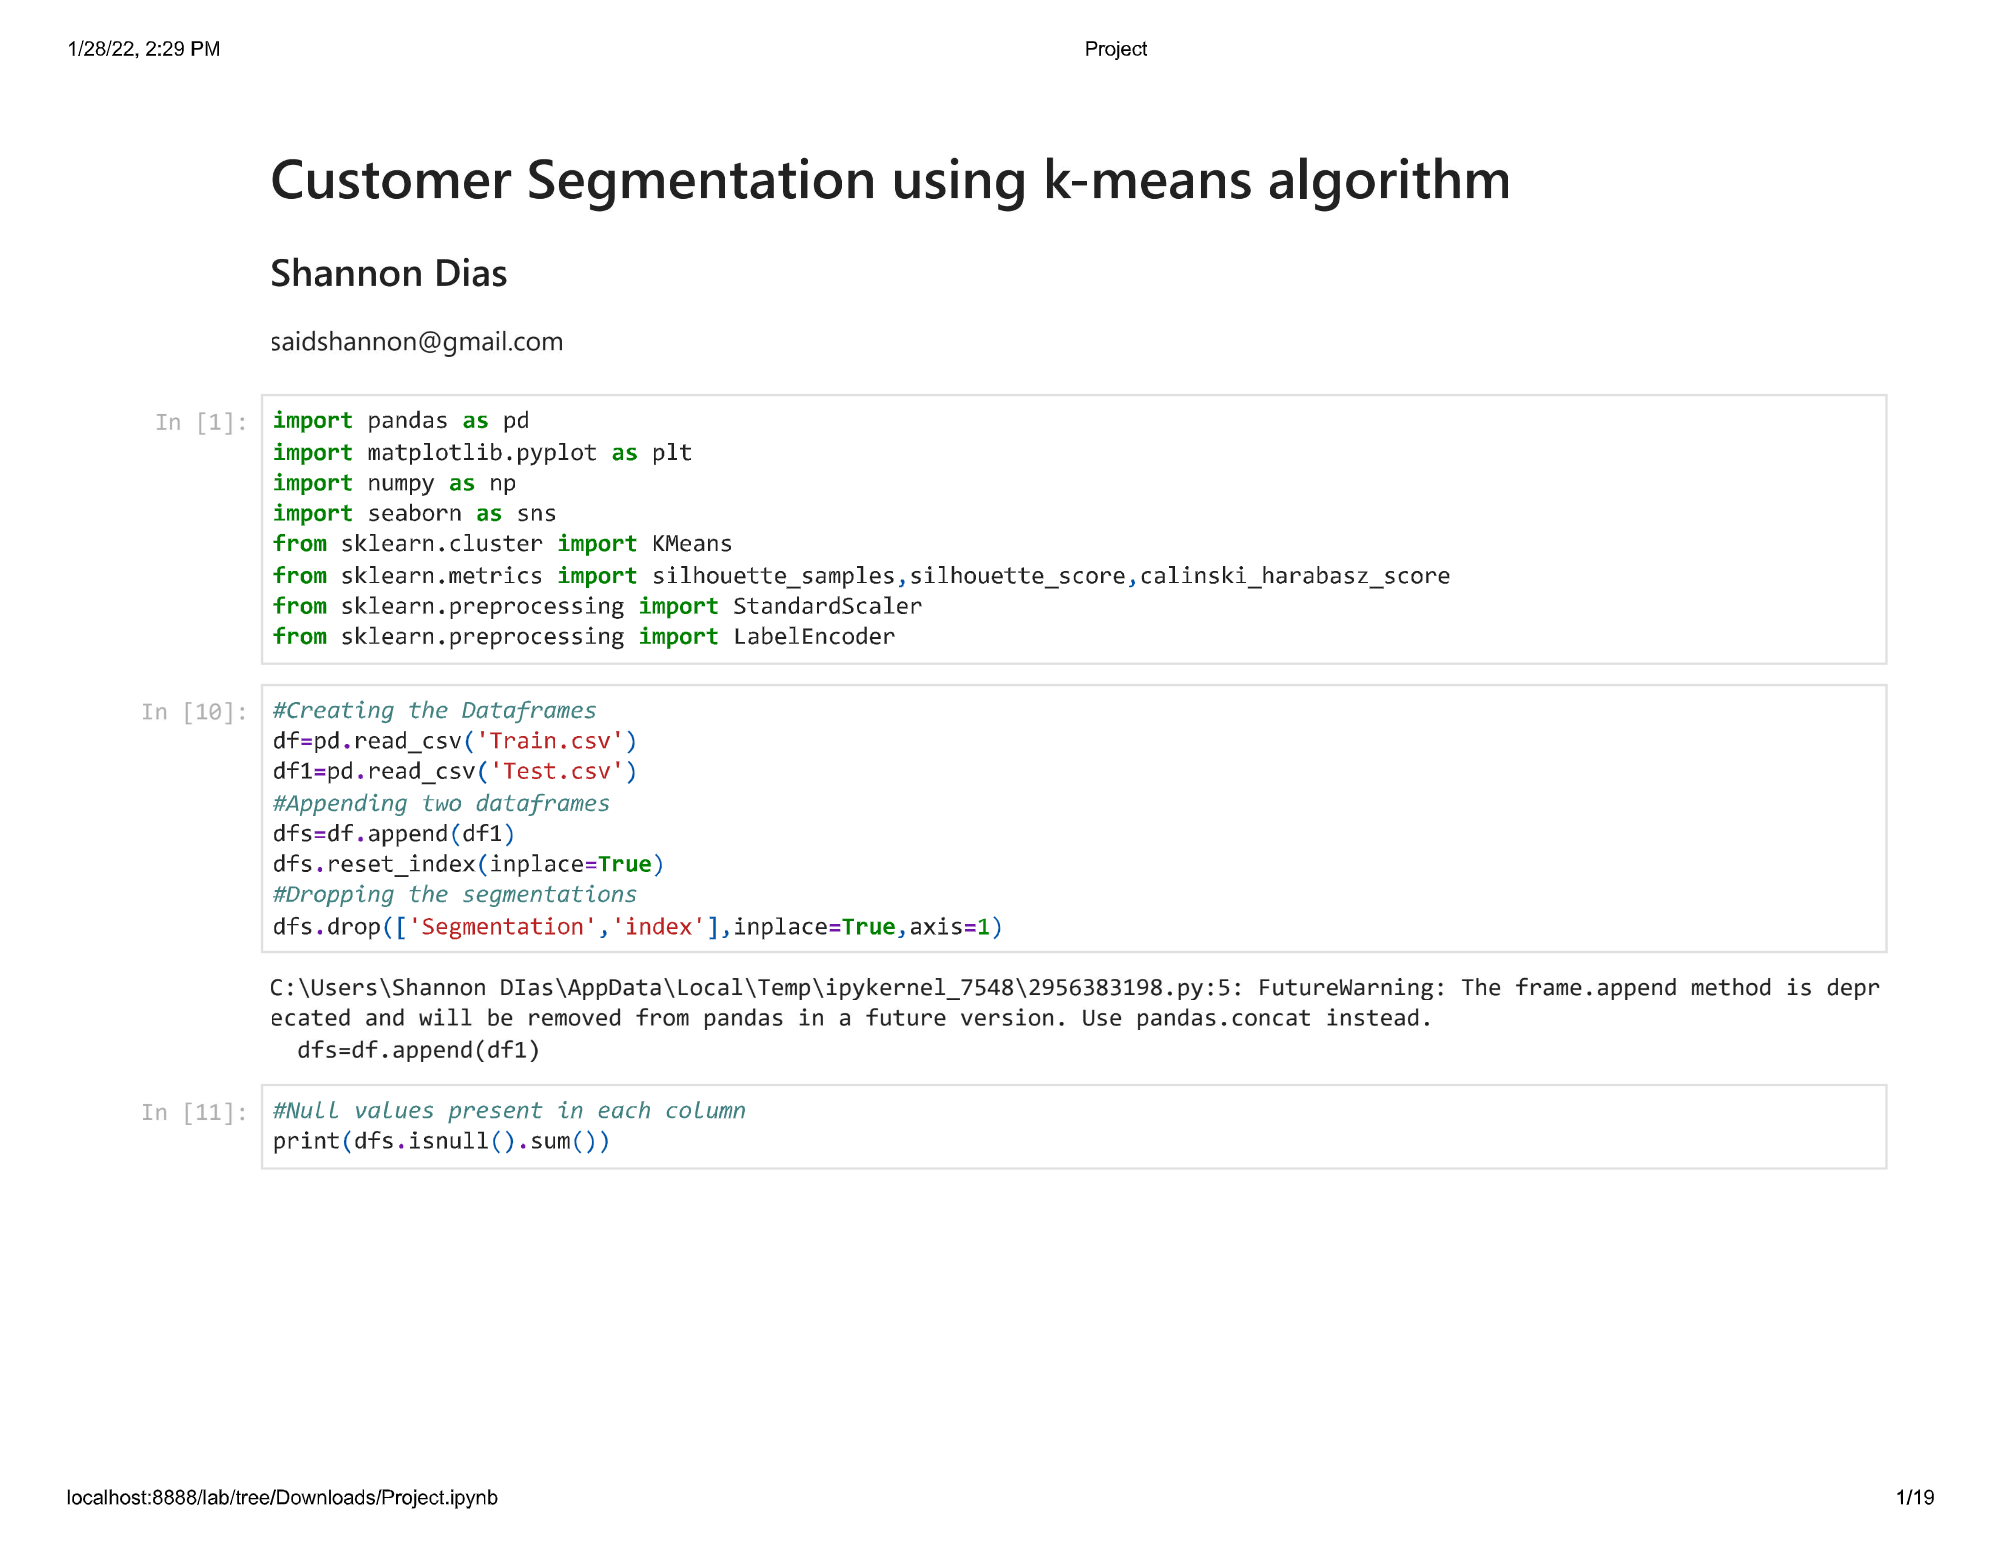 1/28/22, 2:29 PM
Project
Customer Segmentation using k-means algorithm
Shannon Dias
saidshannon@gmail.com
In [1]:
import pandas as pd
import matplotlib.pyplot as plt
import numpy as np
import seaborn as sns
from sklearn.cluster import KMeans
from sklearn.metrics import silhouette_samples,silhouette_score,calinski_harabasz_score
from sklearn.preprocessing import StandardScaler
from sklearn.preprocessing import LabelEncoder
In [10]:
#Creating the Dataframes
df=pd.read_csv('Train.csv')
df1=pd.read_csv('Test.csv')
#Appending two dataframes
dfs=df.append(df1)
dfs.reset_index(inplace=True)
#Dropping the segmentations
dfs.drop(['Segmentation','index'],inplace=True,axis=1)
C:\Users\Shannon DIas\AppData\Local\Temp\ipykernel_7548\2956383198.py:5: FutureWarning: The frame.append method is depr
ecated and will be removed from pandas in a future version. Use pandas.concat instead.
  dfs=df.append(df1)
In [11]:
#Null values present in each column
print(dfs.isnull().sum())
localhost:8888/lab/tree/Downloads/Project.ipynb
1/19